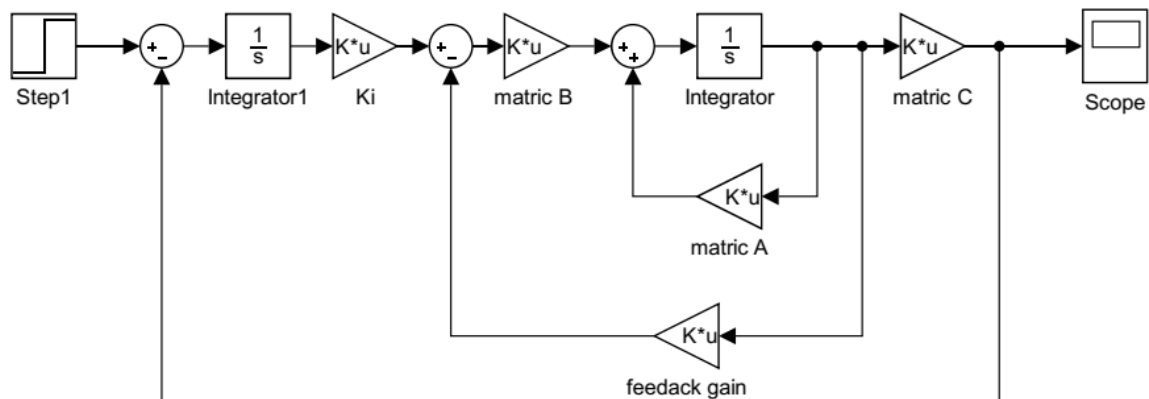 K*u
K*u
K*u
K*u
1
s
1
s
+
−
+
−
+
+
Step1
Integrator1
Ki
matric B
Integrator
matric C
Scope
K*u
matric A
K*u
feedack gain